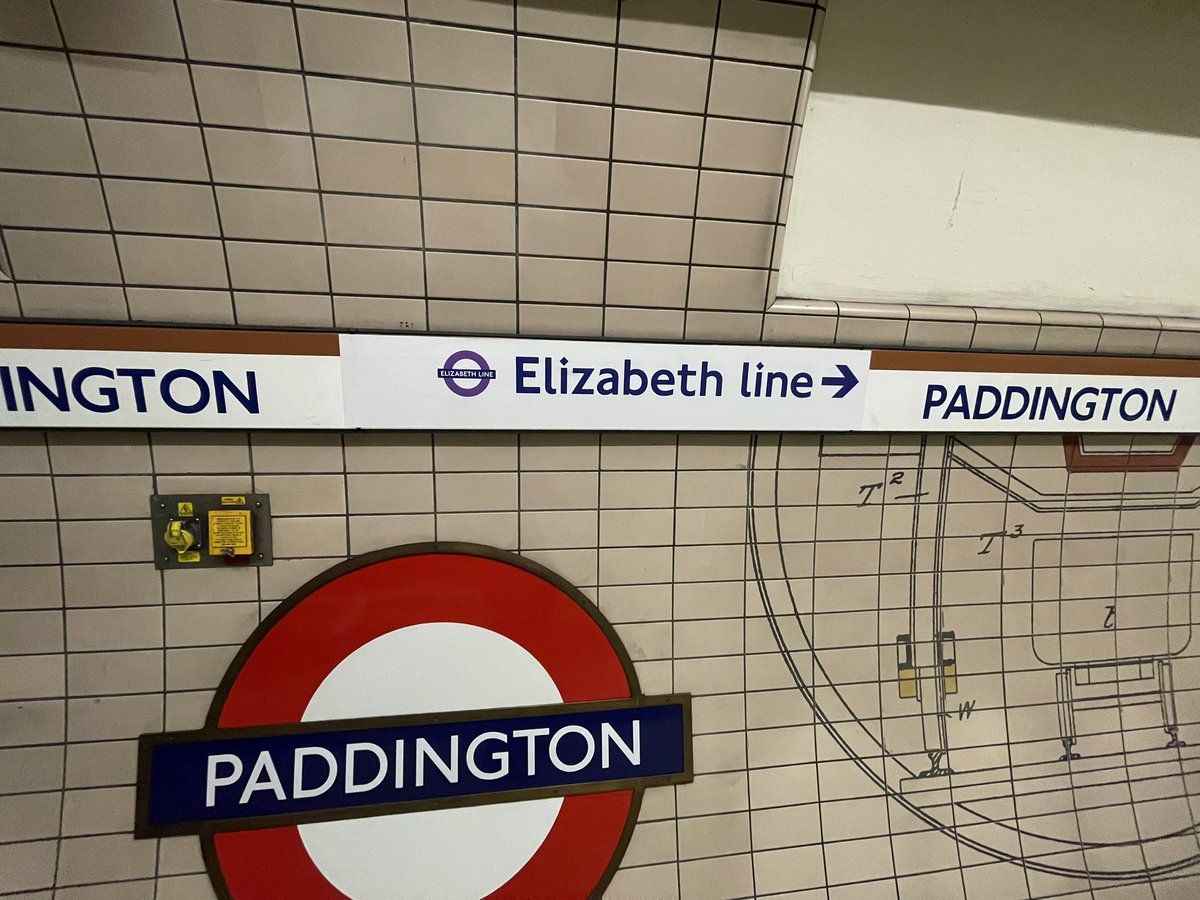 INGTON
ELIZABETH LINE
Elizabeth line
PADDINGTON
T2
T3
t
W
PADDINGTON